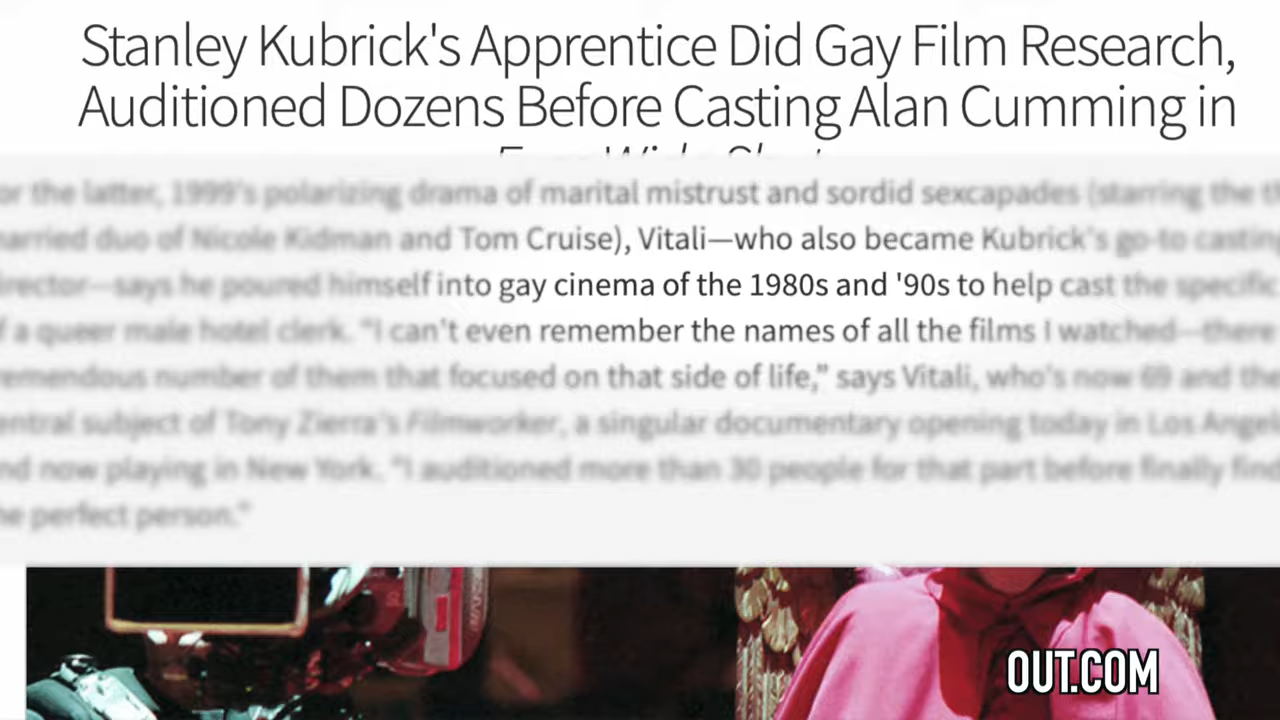 Stanley Kubrick's Apprentice Did Gay Film Research,
Auditioned Dozens Before Casting Alan Cumming in
or the latter, 1999's polarizing drama of marital mistrust and sordid sexcapades (starring the
married duo of Nicole Kidman and Tom Cruise), Vitali—who also became Kubrick's go-to casting
director—says he poured himself into gay cinema of the 1980s and '90s to help cast the specific
f a queer male hotel clerk. "I can't even remember the names of all the films I watched—there
remendous number of them that focused on that side of life," says Vitali, who's now 69 and the
entral subject of Tony Zierra's Filmworker, a singular documentary opening today in Los Angel
nd now playing in New York. "I auditioned more than 30 people for that part before finally find
he perfect person."
OUT.COM